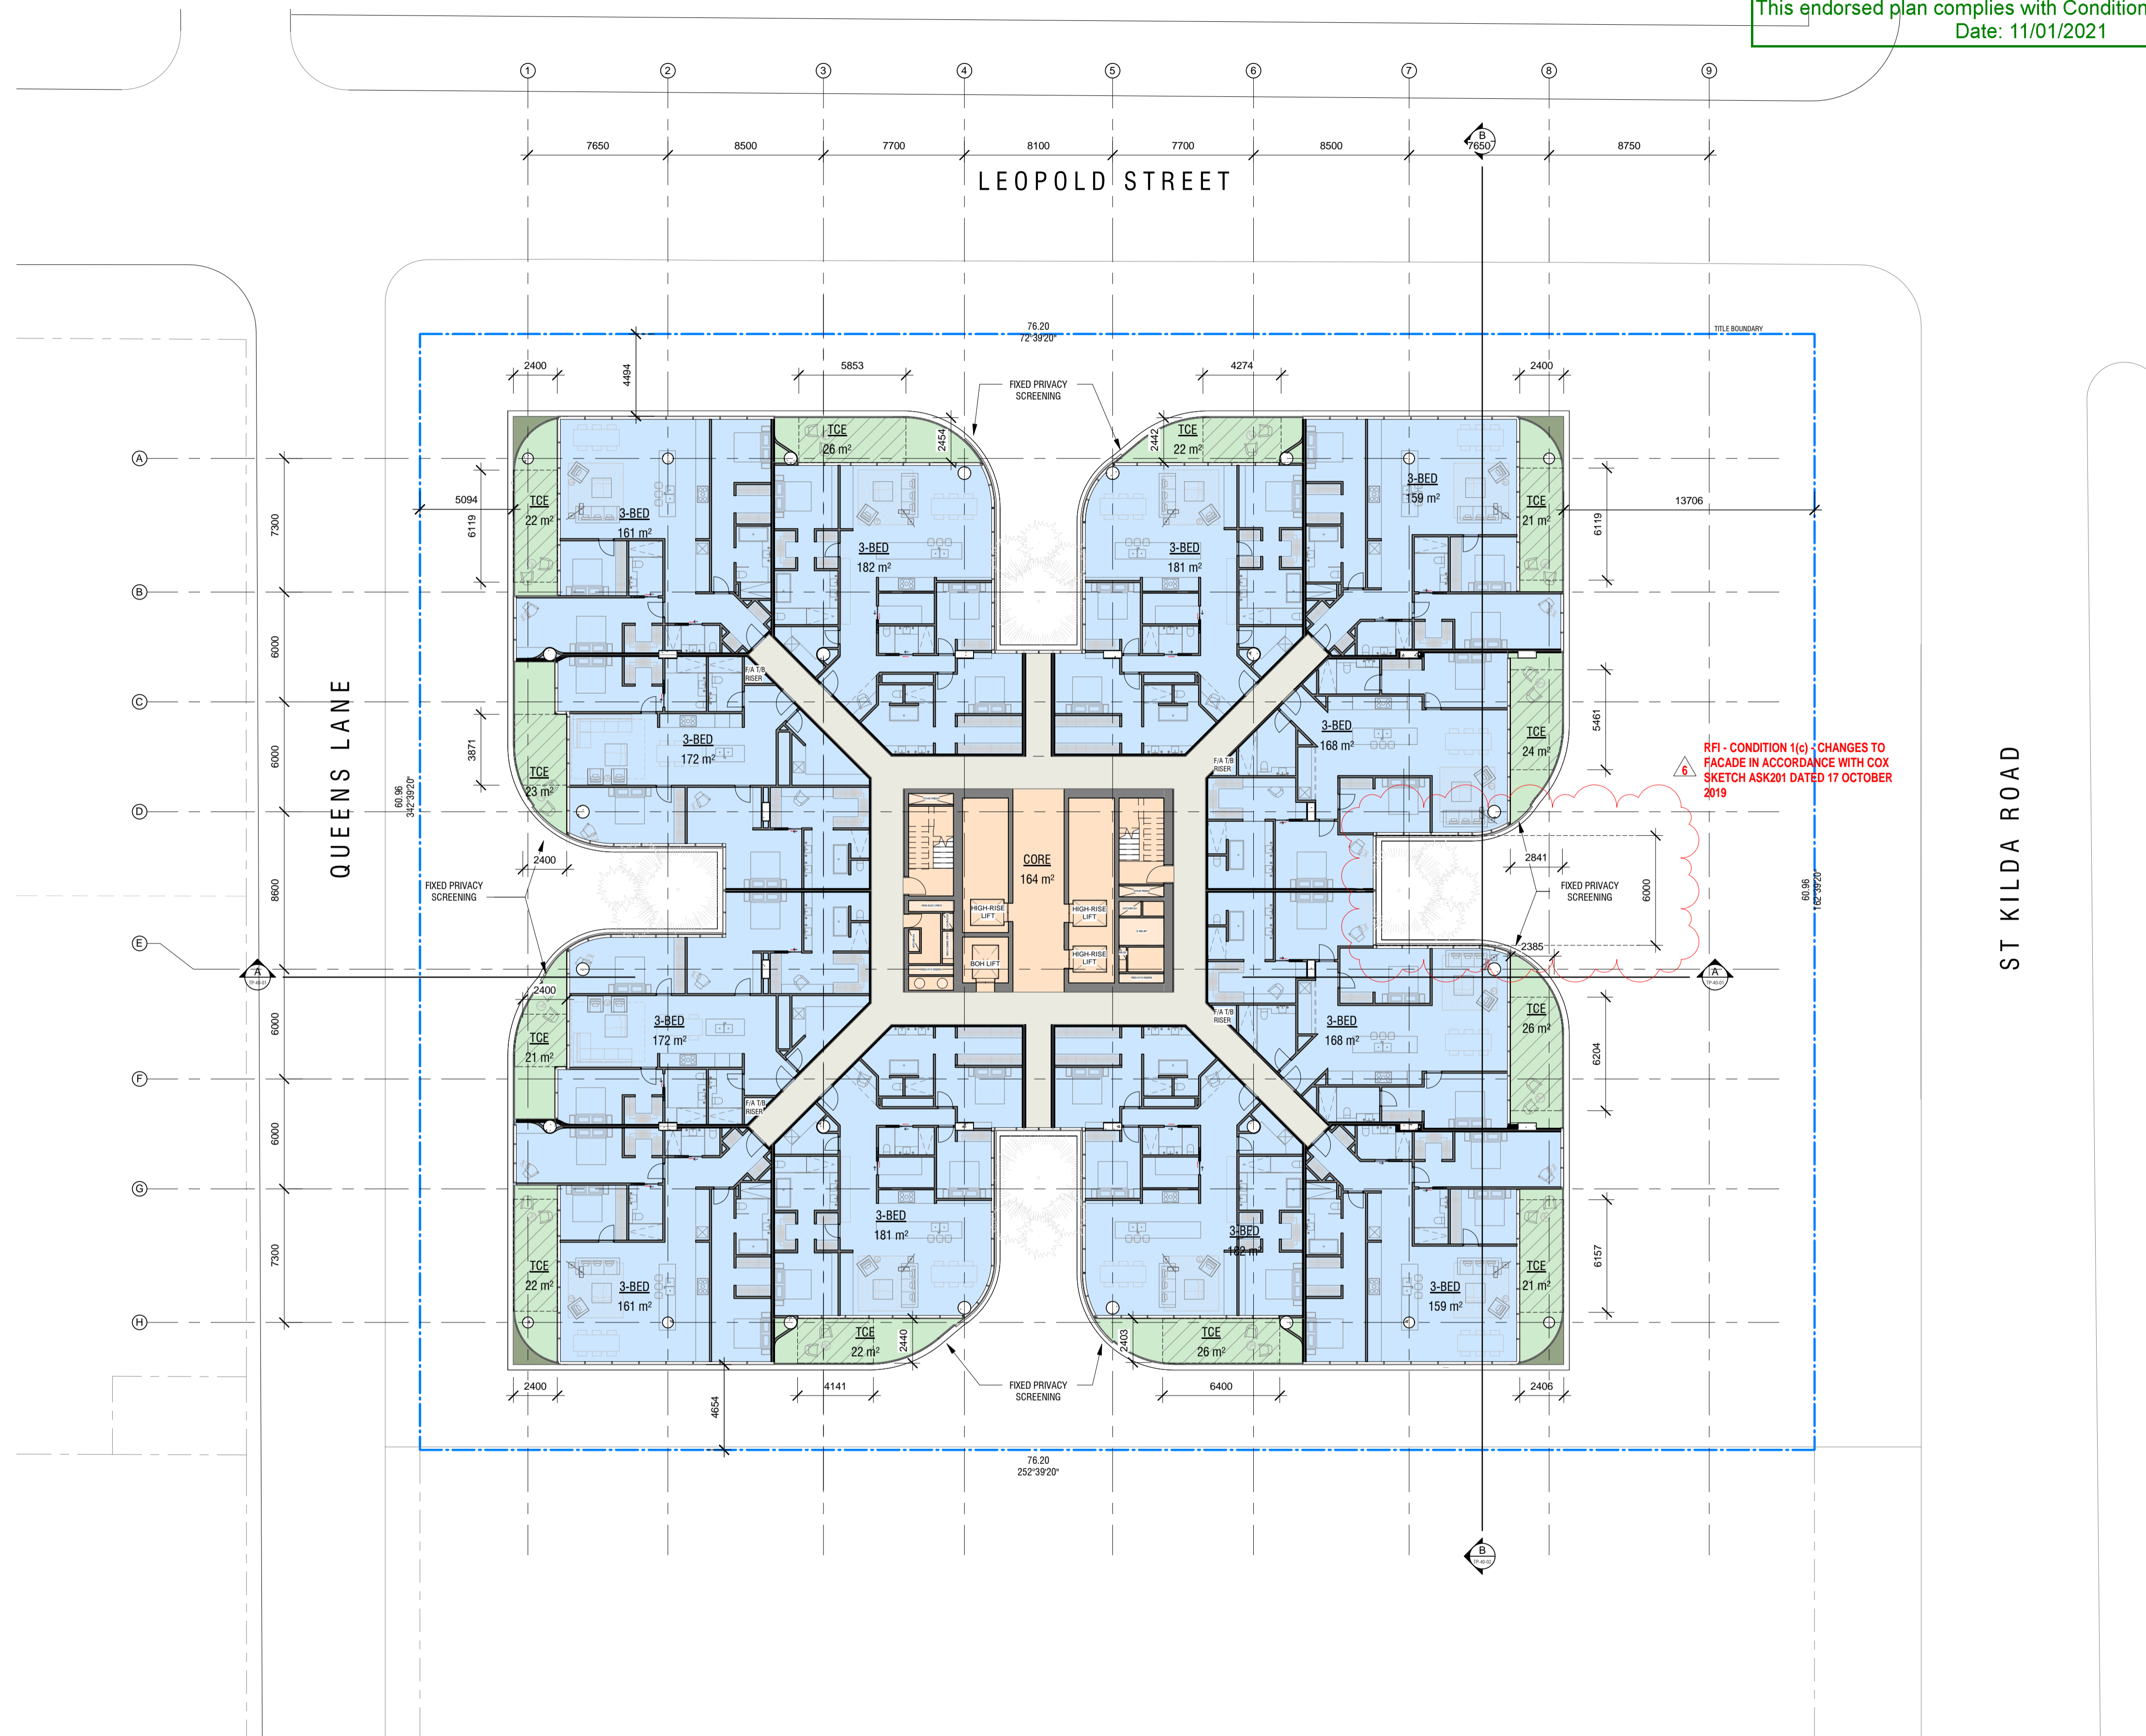 This endorsed plan complies with Condition
Date: 11/01/2021
1 2 3 4 5 6 7 8 9
B
7650 8500 7700 8100 7700 8500 7650 8750
LEOPOLD STREET
76.20
72°39'20"
TITLE BOUNDARY
2400
4494
5853
FIXED PRIVACY
SCREENING
4274
2400
A
TCE
26 m²
2454
2442
TCE
22 m²
5094
6119
TCE
22 m²
3-BED
161 m²
3-BED
182 m²
3-BED
181 m²
3-BED
159 m²
TCE
21 m²
6119
13706
7300
B
6000
F/A T/B
RISER
C
QUEENS LANE
6000
3871
TCE
23 m²
3-BED
172 m²
3-BED
168 m²
F/A T/B
RISER
TCE
24 m²
5461
6
RFI - CONDITION 1(c) - CHANGES TO
FACADE IN ACCORDANCE WITH COX
SKETCH ASK201 DATED 17 OCTOBER
2019
ST KILDA ROAD
60.96
342°39'20"
D
2400
8600
FIXED PRIVACY
SCREENING
CORE
164 m²
HIGH-RISE
LIFT
HIGH-RISE
LIFT
BOH LIFT
HIGH-RISE
LIFT
2841
6000
FIXED PRIVACY
SCREENING
60.96
162°39'20"
E
A
TP-40-01
2385
A
TP-40-01
2400
6000
TCE
21 m²
3-BED
172 m²
F/A T/B
RISER
3-BED
168 m²
TCE
26 m²
6204
F
F/A T/B
RISER
6000
G
7300
TCE
22 m²
3-BED
161 m²
3-BED
181 m²
3-BED
182 m²
3-BED
159 m²
TCE
21 m²
6157
H
TCE
22 m²
2440
2403
TCE
26 m²
2400
4654
4141
FIXED PRIVACY
SCREENING
6400
2406
76.20
252°39'20"
B
TP-40-02